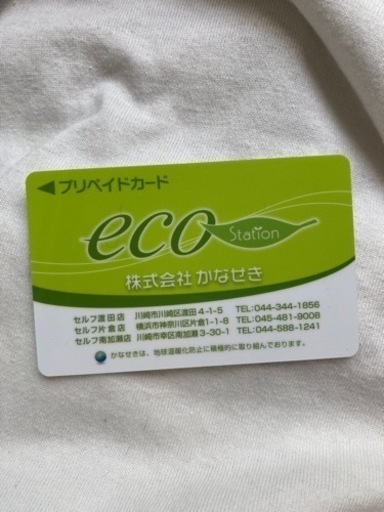 ◀プリペイドカード
eco Station
株式会社 かなせき
セルフ渡田店 川崎市川崎区渡田 4-1-5 TEL:044-344-1856
セルフ片倉店 横浜市神奈川区片倉1-1-8 TEL:045-481-9008
セルフ南加瀬店 川崎市幸区南加瀬 3-30-1 TEL:044-588-1241
かなせきは、地球温暖化防止に積極的に取り組んでおります。